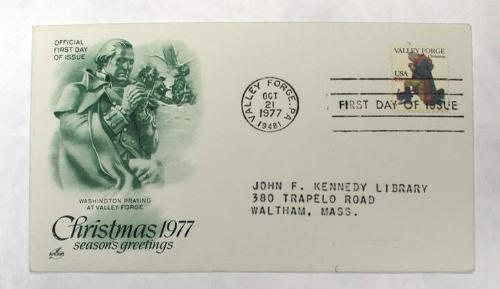 OFFICIAL
FIRST DAY
OF ISSUE
WASHINGTON PRAYING
AT VALLEY FORGE
Christmas 1977
season's greetings
VALLEY FORGE, PA
OCT
21
1977
19481
VALLEY FORGE
Christmas
USA
FIRST DAY OF ISSUE
JOHN F. KENNEDY LIBRARY
380 TRAPELO ROAD
WALTHAM, MASS.